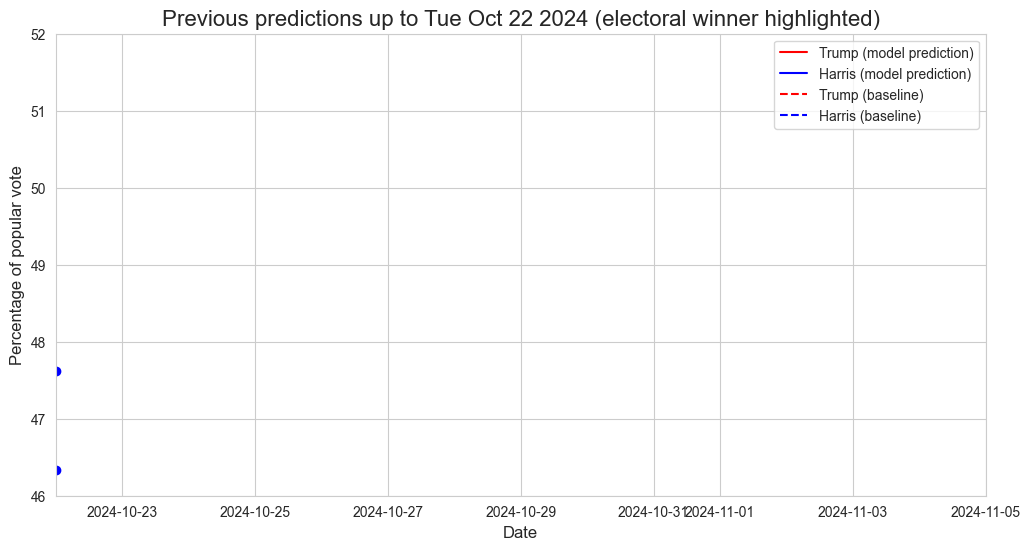 Previous predictions up to Tue Oct 22 2024 (electoral winner highlighted)
Trump (model prediction)
Harris (model prediction)
Trump (baseline)
Harris (baseline)
Percentage of popular vote
52
51
50
49
48
47
46
2024-10-23
2024-10-25
2024-10-27
2024-10-29
2024-10-31
2024-11-01
2024-11-03
2024-11-05
Date